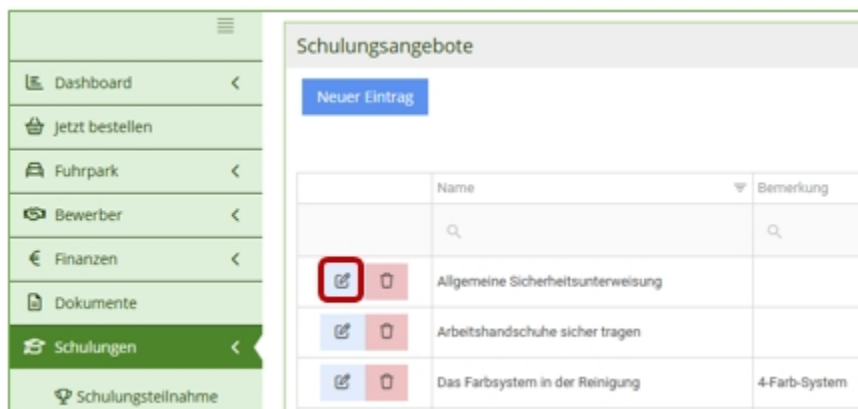 Schulungsangebote
Dashboard
Neuer Eintrag
Jetzt bestellen
Fuhrpark
Name
Bemerkung
Bewerber
Finanzen
Allgemeine Sicherheitsunterweisung
Dokumente
Arbeitshandschuhe sicher tragen
Schulungen
Das Farbsystem in der Reinigung
4-Farb-System
Schulungsteilnahme